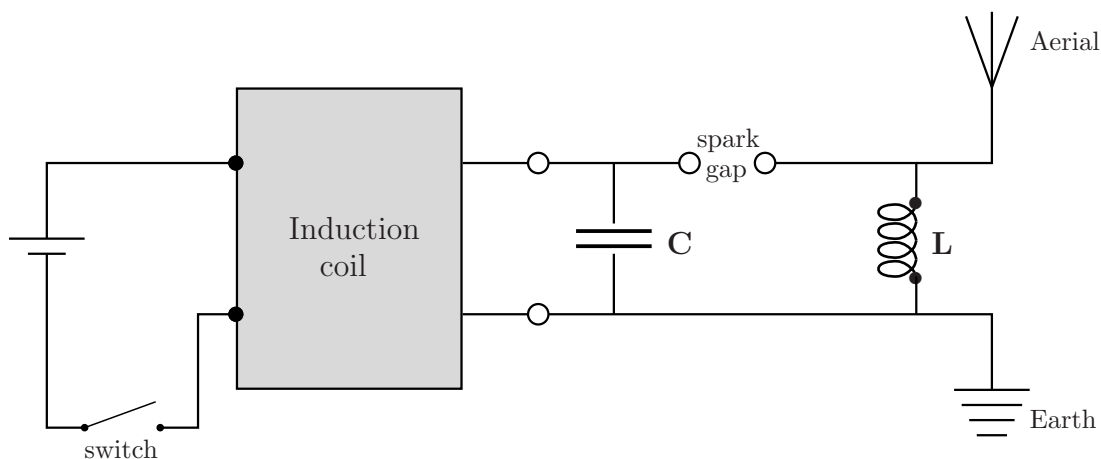 Aerial
spark
gap
Induction
coil
C
L
switch
Earth